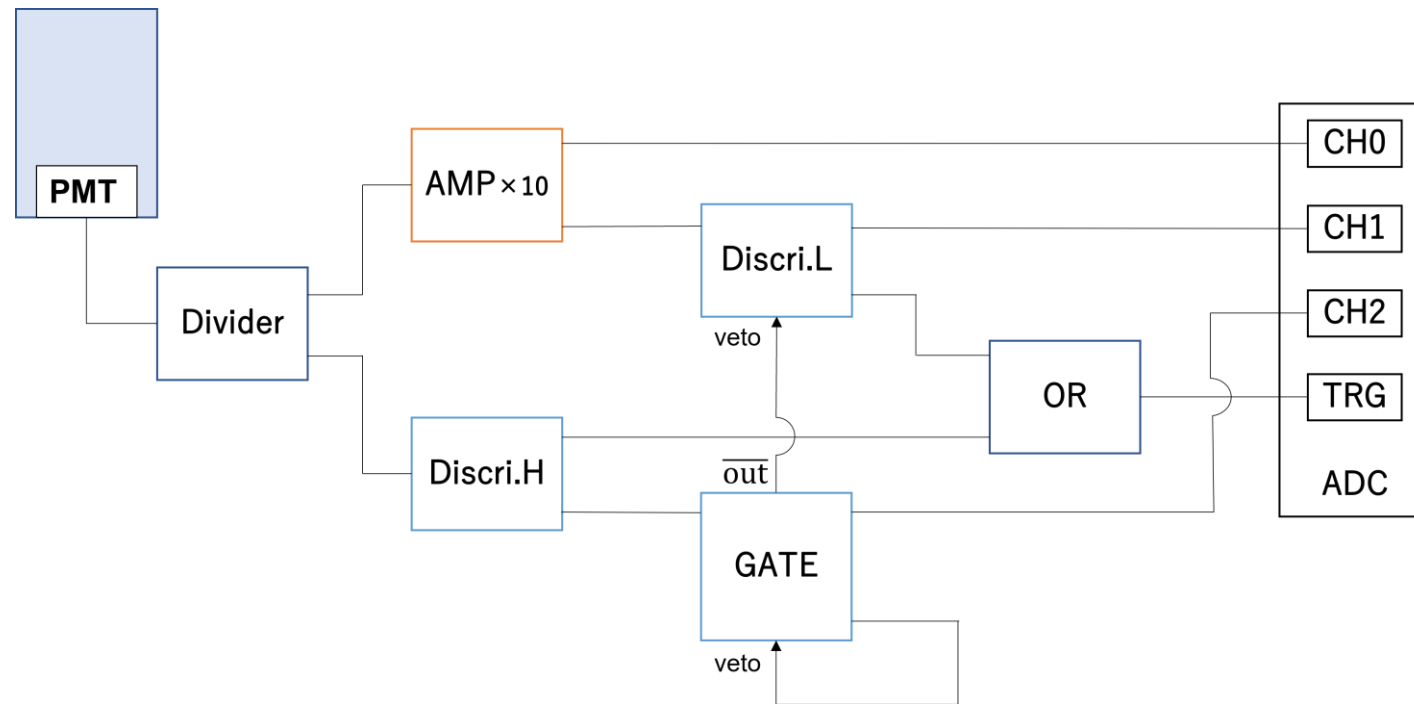 PMT
Divider
AMP×10
Discri.L
veto
Discri.H
out
GATE
veto
OR
CH0
CH1
CH2
TRG
ADC